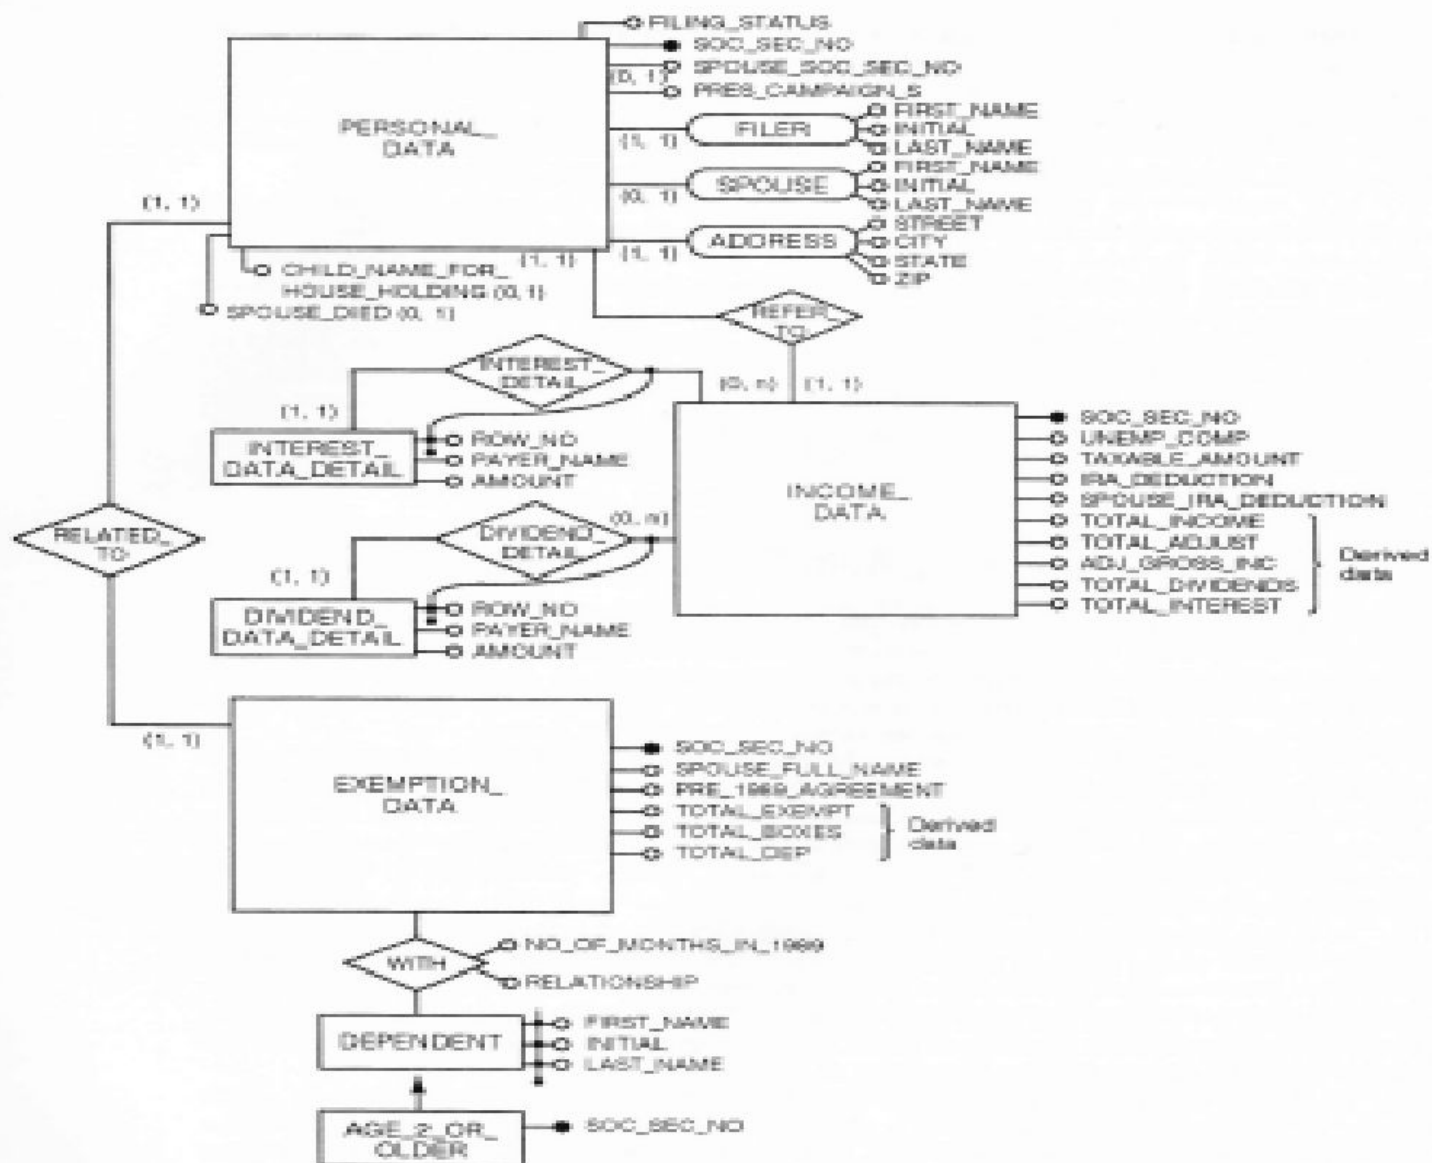 FILING_STATUS
SOC_SEC_NO
SPOUSE_SOC_SEC_NO
(0, 1)
PRES_CAMPAIGN_S
PERSONAL_
DATA
(1, 1)
FILER
FIRST_NAME
INITIAL
LAST_NAME
(0, 1)
SPOUSE
FIRST_NAME
INITIAL
LAST_NAME
(1, 1)
ADDRESS
STREET
CITY
STATE
ZIP
(1, 1)
(1, 1)
CHILD_NAME_FOR_
HOUSE_HOLDING (0,1)
SPOUSE_DIED (0, 1)
REFER_
TO
INTEREST_
DETAIL
(0, n)
(1, 1)
(1, 1)
INTEREST_
DATA_DETAIL
ROW_NO
PAYER_NAME
AMOUNT
INCOME_
DATA
SOC_SEC_NO
UNEMP_COMP
TAXABLE_AMOUNT
IRA_DEDUCTION
SPOUSE_IRA_DEDUCTION
TOTAL_INCOME
TOTAL_ADJUST
ADJ_GROSS_INC
TOTAL_DIVIDENDS
TOTAL_INTEREST
Derived
data
RELATED_
TO
DIVIDEND_
DETAIL
(0, n)
(1, 1)
DIVIDEND_
DATA_DETAIL
ROW_NO
PAYER_NAME
AMOUNT
(1, 1)
EXEMPTION_
DATA
SOC_SEC_NO
SPOUSE_FULL_NAME
PRE_1989_AGREEMENT
TOTAL_EXEMPT
TOTAL_BOXES
TOTAL_DEP
Derived
data
WITH
NO_OF_MONTHS_IN_1989
RELATIONSHIP
DEPENDENT
FIRST_NAME
INITIAL
LAST_NAME
AGE_2_OR_
OLDER
SOC_SEC_NO